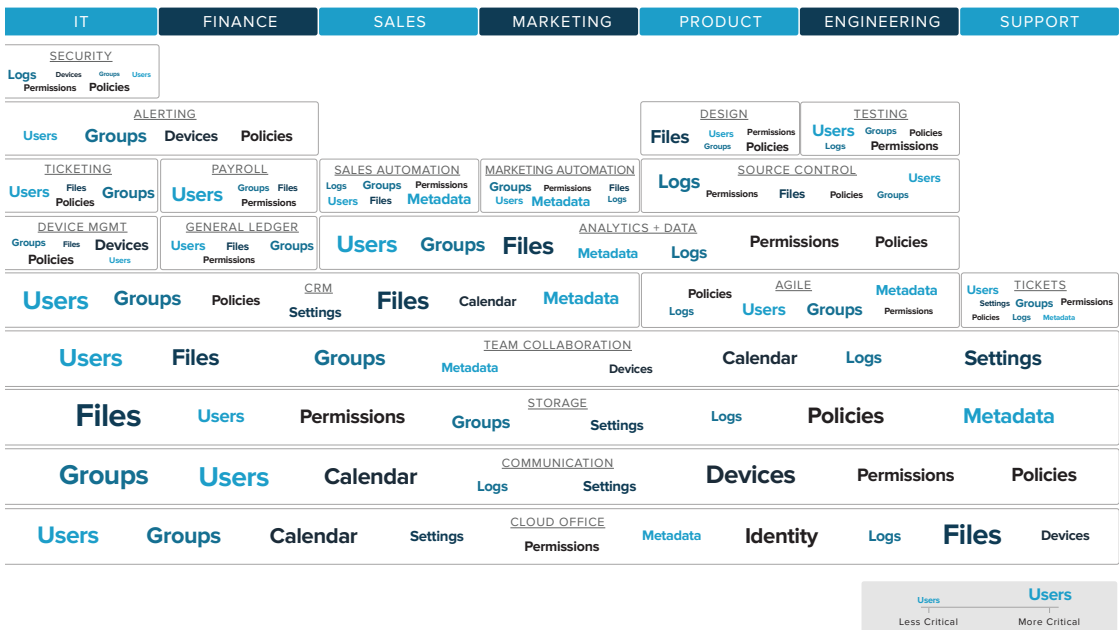 IT FINANCE SALES MARKETING PRODUCT ENGINEERING SUPPORT
SECURITY
Logs Devices Groups Users
Permissions Policies
ALERTING
Users Groups Devices Policies
DESIGN
Files Users Permissions
Groups Policies
TESTING
Users Groups Policies
Logs Permissions
TICKETING
Users Files Groups
Policies
PAYROLL
Users Groups Files
Permissions
SALES AUTOMATION
Logs Groups Permissions
Users Files Metadata
MARKETING AUTOMATION
Groups Permissions Files
Users Metadata Logs
SOURCE CONTROL
Logs Permissions Files Policies Groups Users
DEVICE MGMT
Groups Files Devices
Policies Users
GENERAL LEDGER
Users Files Groups
Permissions
ANALYTICS + DATA
Users Groups Files Metadata Logs Permissions Policies
CRM
Users Groups Policies Settings Files Calendar Metadata
AGILE
Policies Metadata
Logs Users Groups Permissions
TICKETS
Users
Settings Groups Permissions
Policies Logs Metadata
TEAM COLLABORATION
Users Files Groups Metadata Devices Calendar Logs Settings
STORAGE
Files Users Permissions Groups Settings Logs Policies Metadata
COMMUNICATION
Groups Users Calendar Logs Settings Devices Permissions Policies
CLOUD OFFICE
Users Groups Calendar Settings Permissions Metadata Identity Logs Files Devices
Users Users
Less Critical More Critical